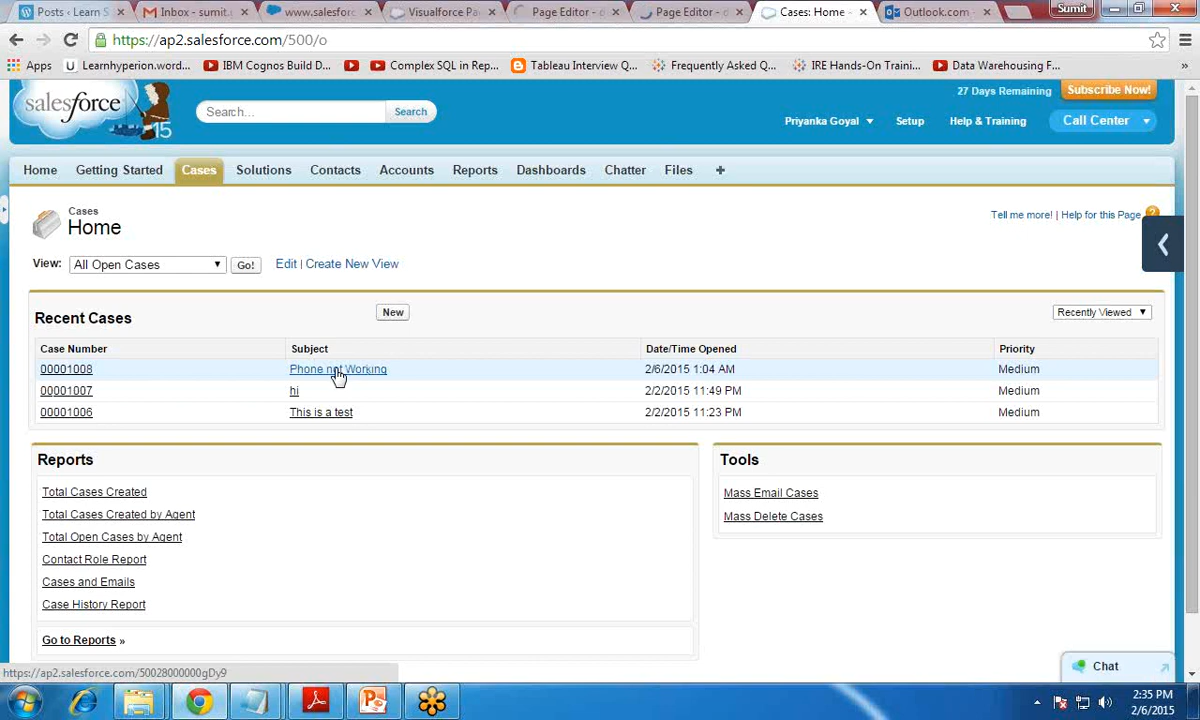 Posts ‹ Learn S
Inbox - sumit.
www.salesforc
Visualforce Pa
Page Editor - d
Page Editor - d
Cases: Home -
Outlook.com -
Sumit
https://ap2.salesforce.com/500/o
Apps
Learnhyperion.word...
IBM Cognos Build D...
Complex SQL in Rep...
Tableau Interview Q...
Frequently Asked Q...
IRE Hands-On Traini...
Data Warehousing F...
»
salesforce
15
Search...
Search
27 Days Remaining
Subscribe Now!
Priyanka Goyal
Setup
Help & Training
Call Center
Home
Getting Started
Cases
Solutions
Contacts
Accounts
Reports
Dashboards
Chatter
Files
+
Cases
Home
Tell me more! | Help for this Page ?
View:
All Open Cases
Go!
Edit | Create New View
Recent Cases
New
Recently Viewed
Case Number
Subject
Date/Time Opened
Priority
00001008
Phone not Working
2/6/2015 1:04 AM
Medium
00001007
hi
2/2/2015 11:49 PM
Medium
00001006
This is a test
2/2/2015 11:23 PM
Medium
Reports
Total Cases Created
Total Cases Created by Agent
Total Open Cases by Agent
Contact Role Report
Cases and Emails
Case History Report
Go to Reports »
Tools
Mass Email Cases
Mass Delete Cases
https://ap2.salesforce.com/50028000000gDy9
Chat
2:35 PM
2/6/2015